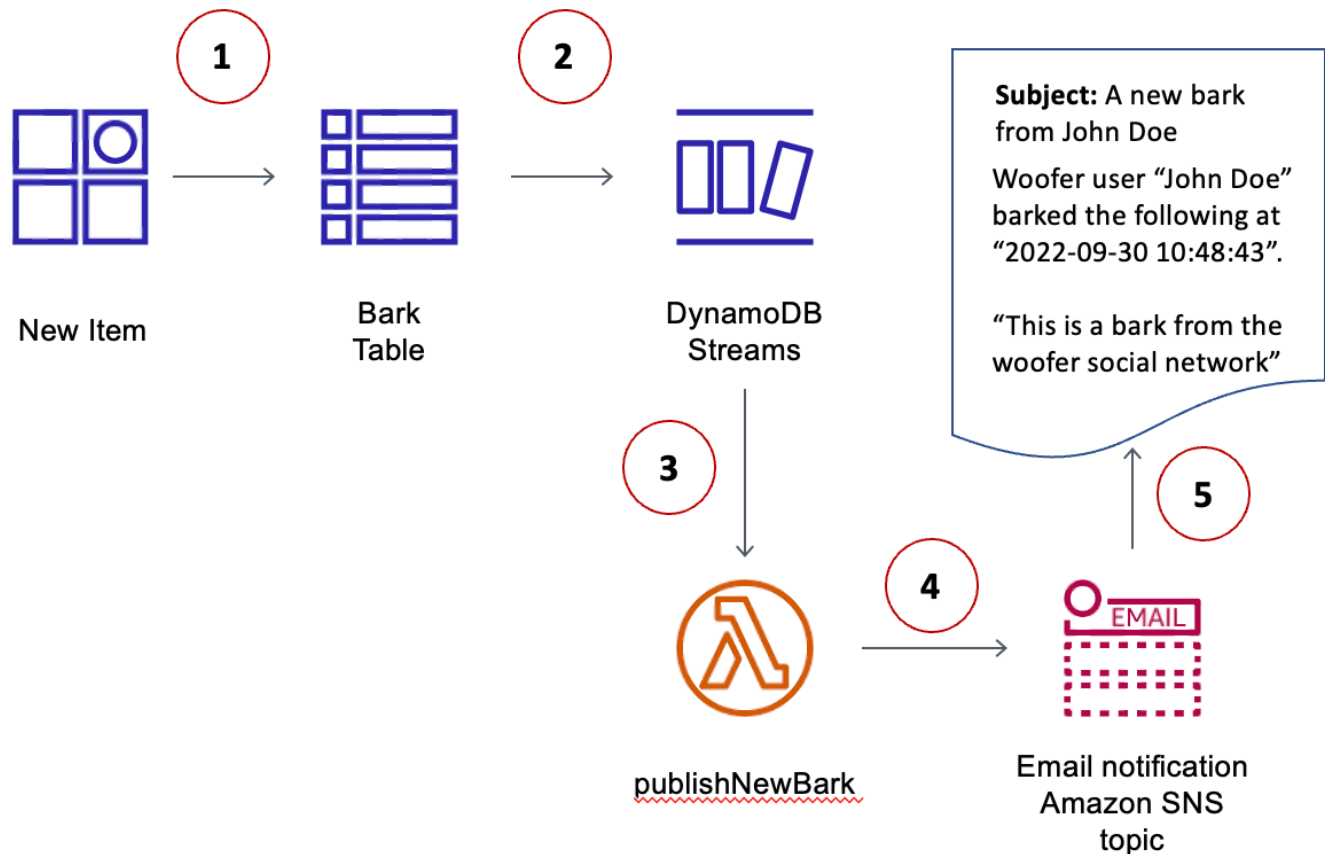 1
2
New Item
Bark
Table
DynamoDB
Streams
3
publishNewBark
4
EMAIL
Email notification
Amazon SNS
topic
5
Subject: A new bark
from John Doe
Woofer user “John Doe”
barked the following at
“2022-09-30 10:48:43”.
“This is a bark from the
woofer social network”